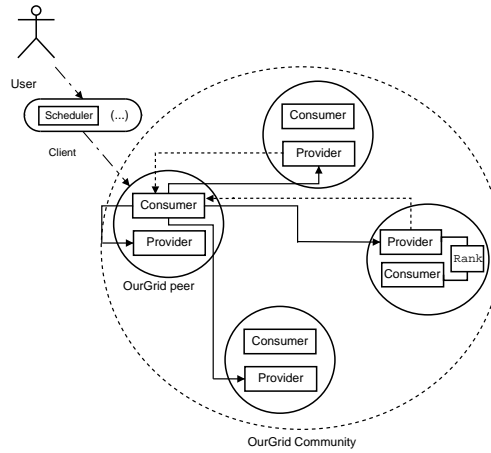 User
Scheduler (...)
Client
Consumer
Provider
Consumer
Provider
OurGrid peer
Provider
Consumer
Rank
Consumer
Provider
OurGrid Community